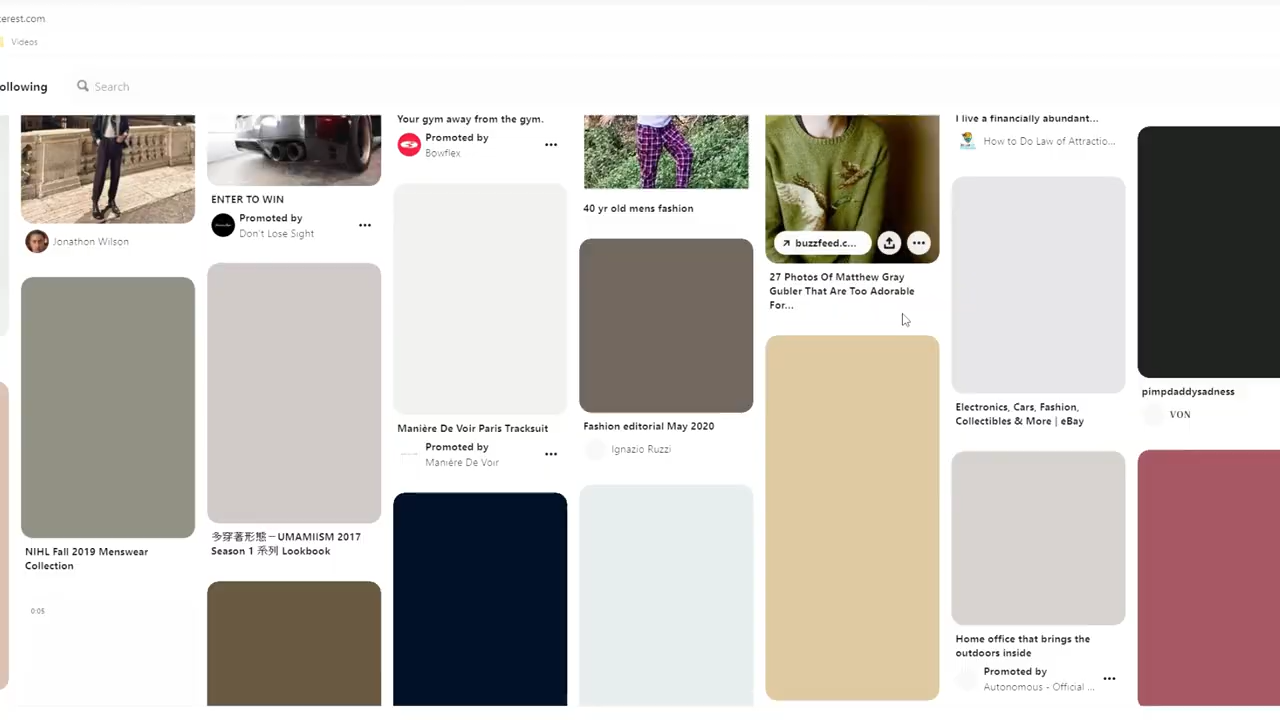 terest.com
Videos
ollowing
Search
Jonathon Wilson
NIHL Fall 2019 Menswear
Collection
0:05
ENTER TO WIN
Promoted by
Don't Lose Sight
多穿著形態－UMAMIISM 2017
Season 1 系列 Lookbook
Your gym away from the gym.
Promoted by
Bowflex
Manière De Voir Paris Tracksuit
Promoted by
Manière De Voir
40 yr old mens fashion
Fashion editorial May 2020
Ignazio Ruzzi
buzzfeed.c...
27 Photos Of Matthew Gray
Gubler That Are Too Adorable
For...
I live a financially abundant...
How to Do Law of Attractio...
Electronics, Cars, Fashion,
Collectibles & More | eBay
Home office that brings the
outdoors inside
Promoted by
Autonomous - Official ...
pimpdaddysadness
VON